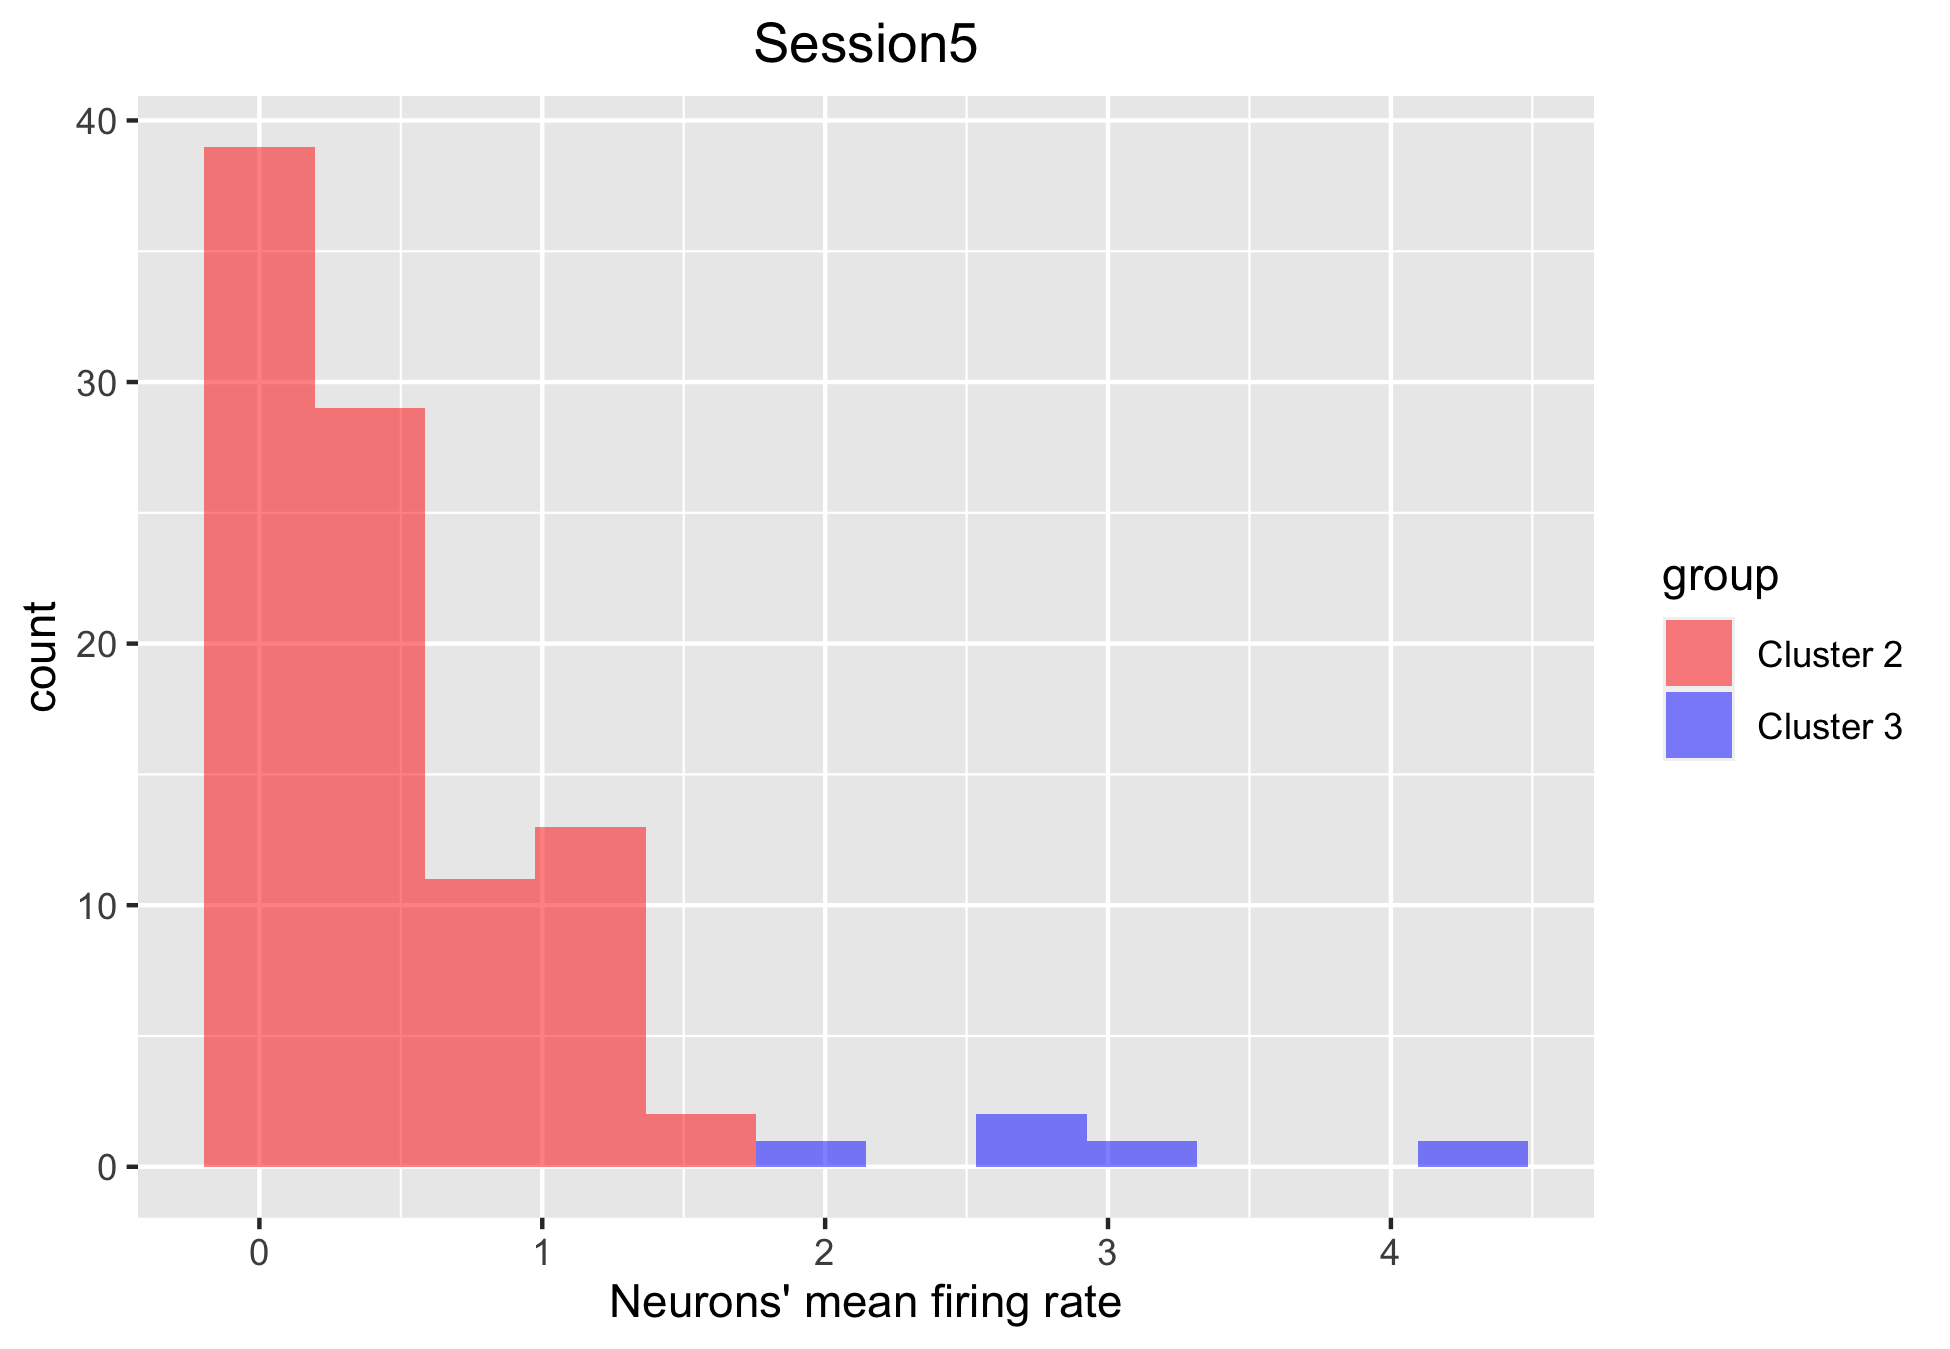 Session5
40
30
20
10
0
count
0 1 2 3 4
Neurons' mean firing rate
group
Cluster 2
Cluster 3